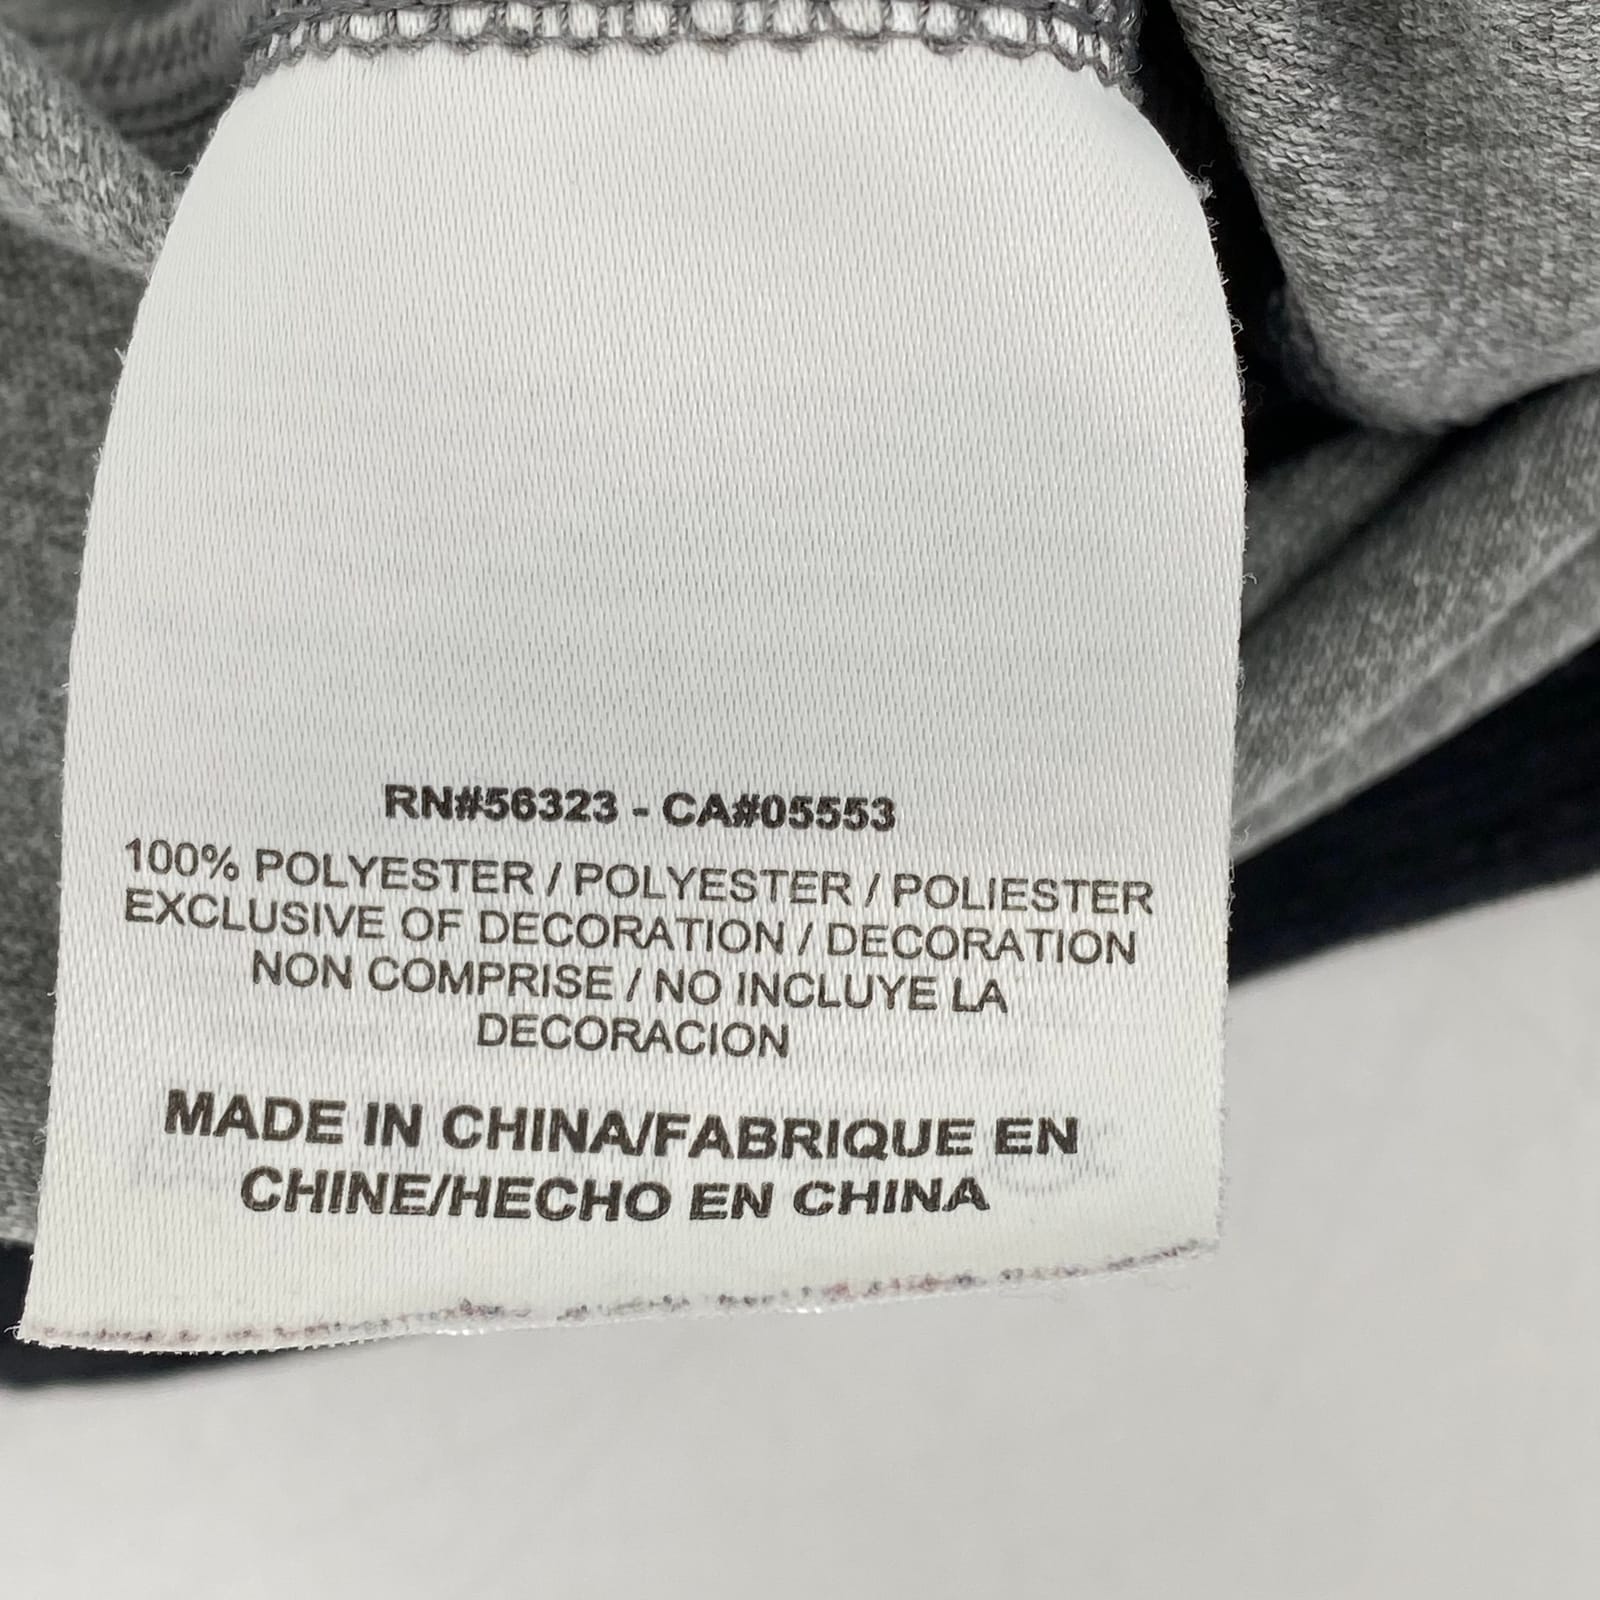 RN#56323 - CA#05553
100% POLYESTER / POLYESTER / POLIESTER
EXCLUSIVE OF DECORATION / DECORATION
NON COMPRISE / NO INCLUYE LA
DECORACION
MADE IN CHINA/FABRIQUE EN
CHINE/HECHO EN CHINA